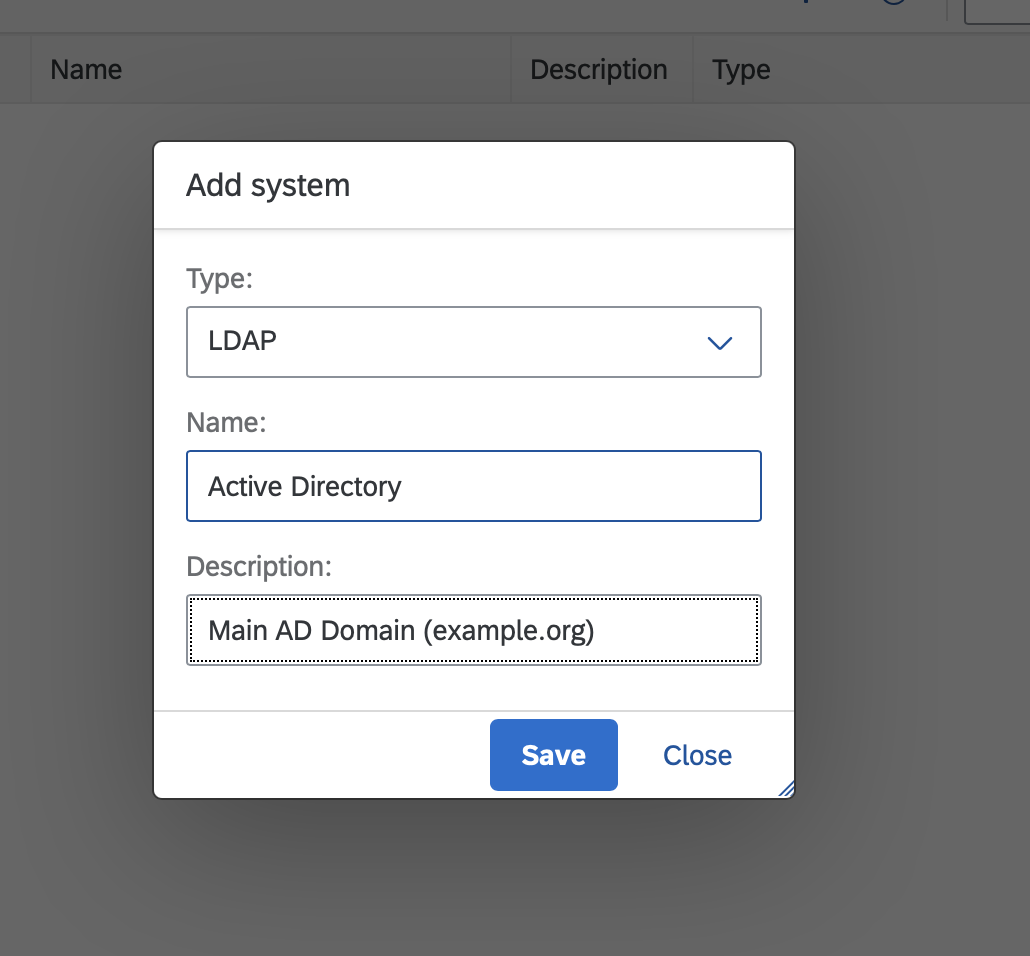 Name Description Type
Add system
Type:
LDAP
Name:
Active Directory
Description:
Main AD Domain (example.org)
Save Close